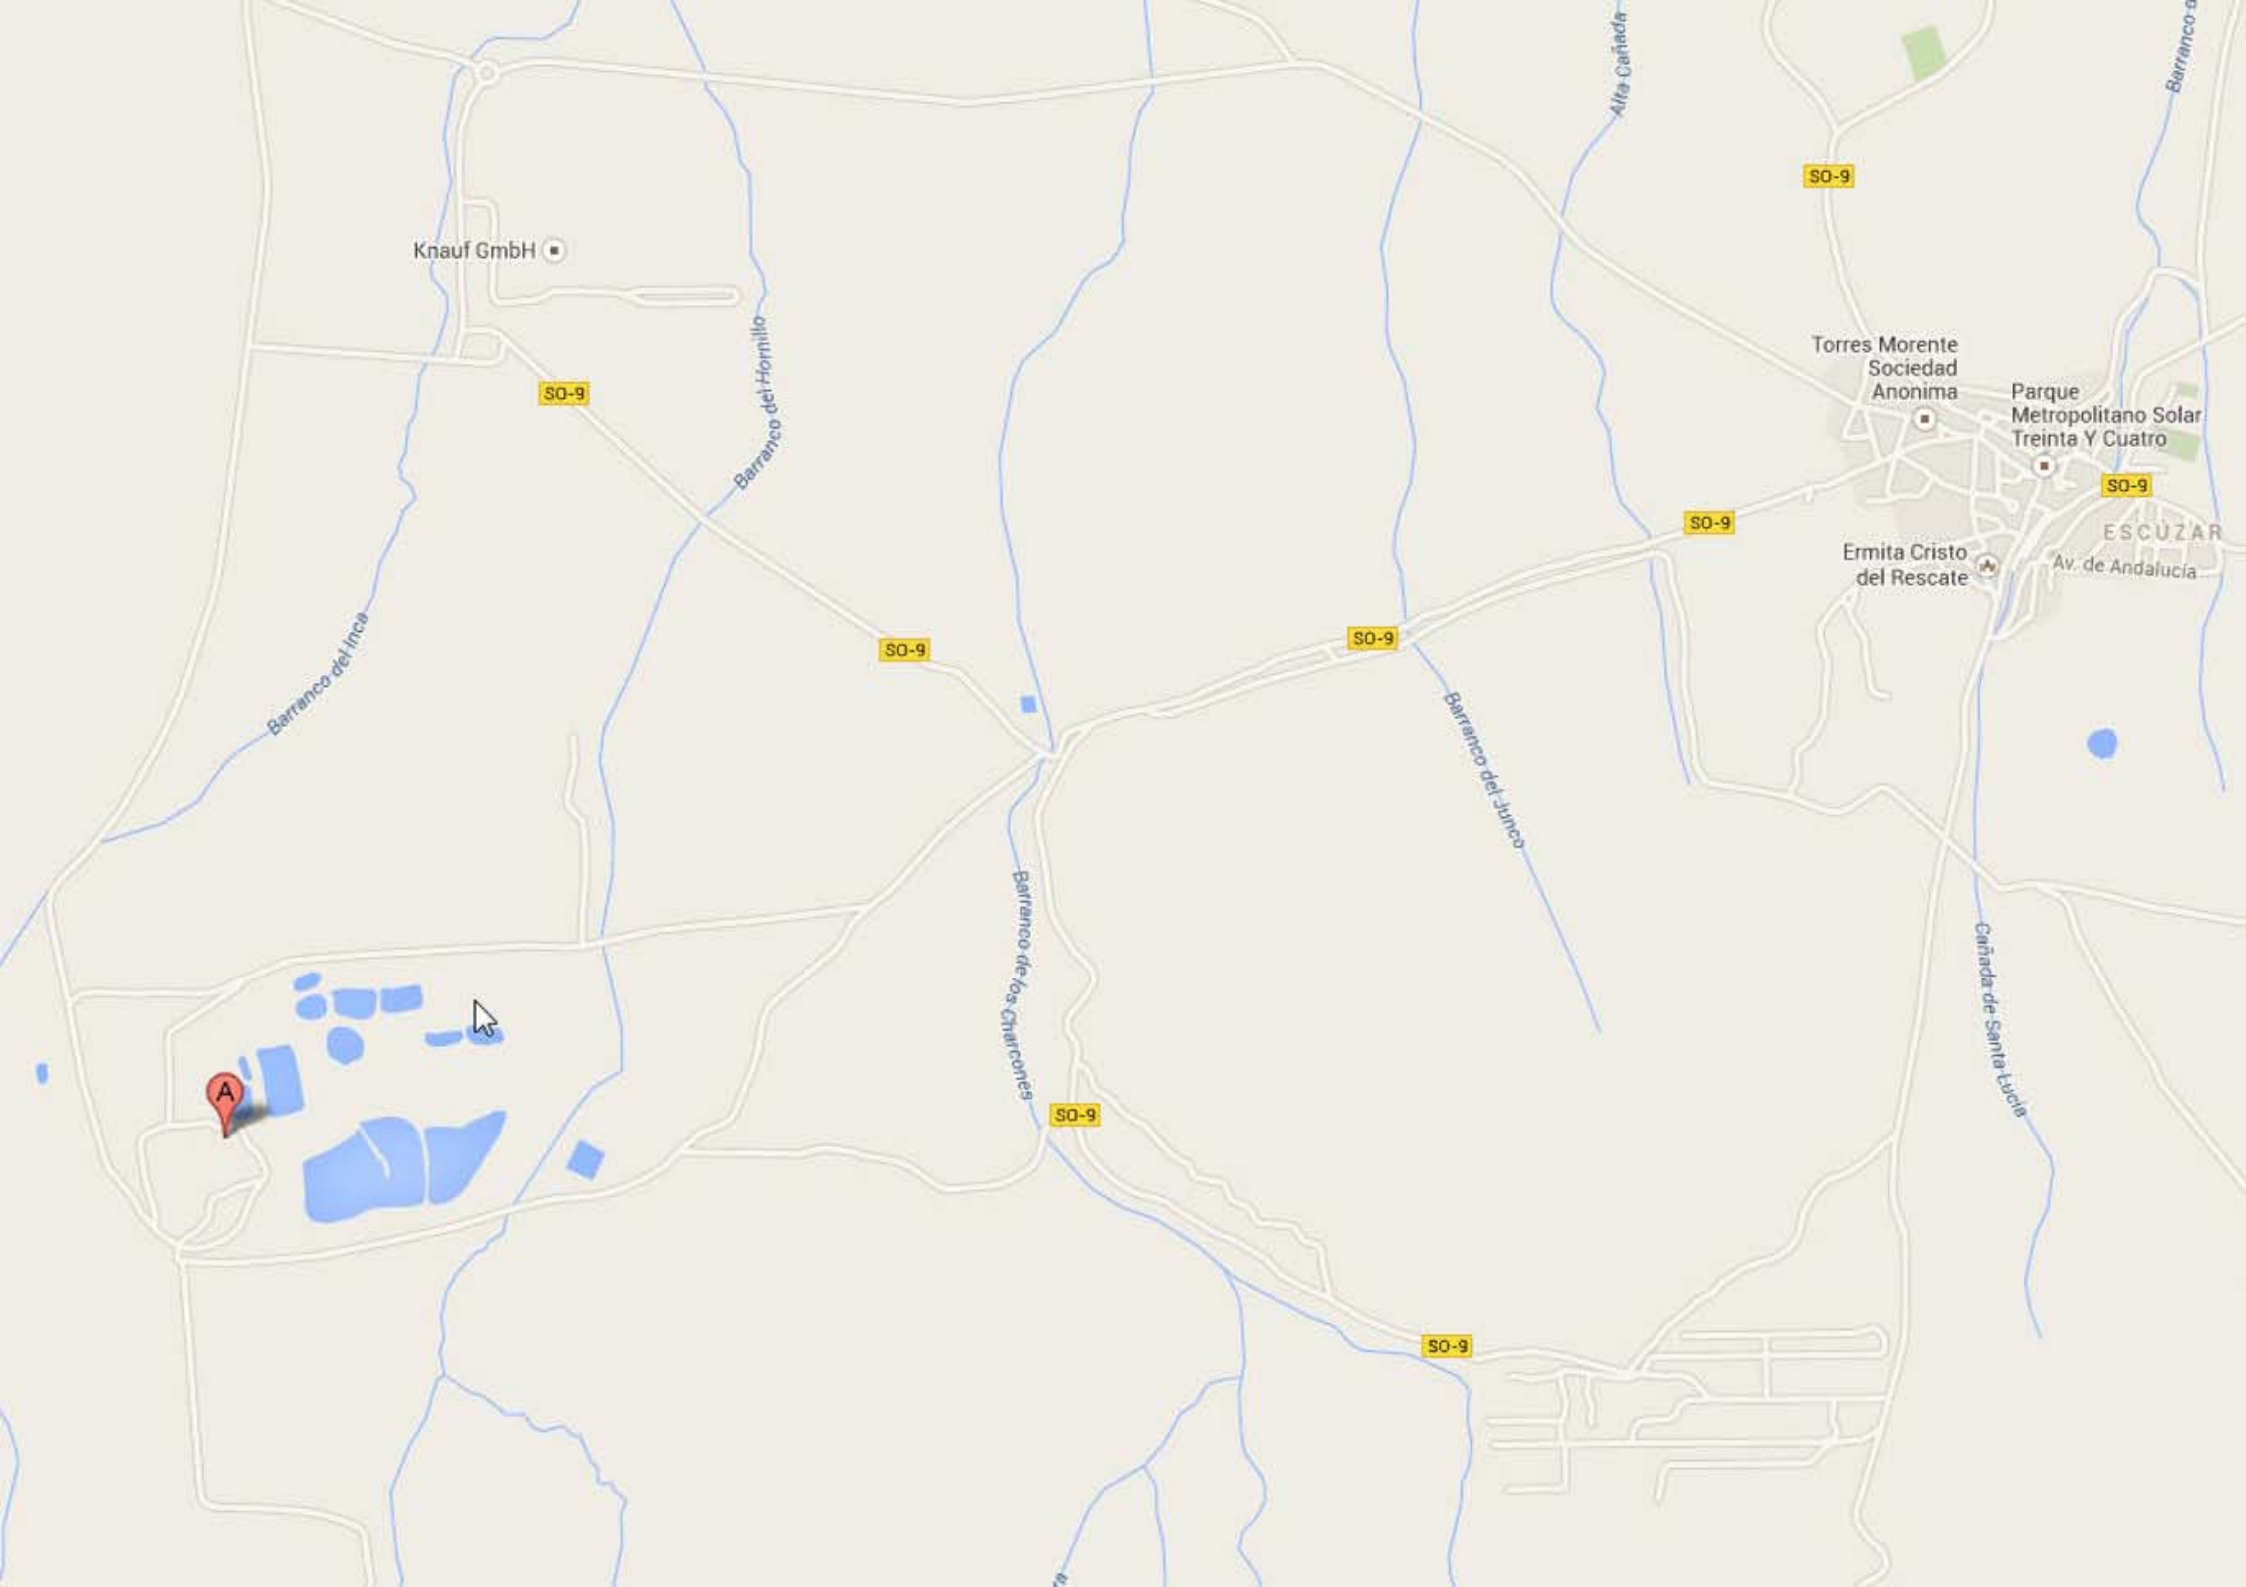 Alta Cañada
Barranco d
SO-9
Knauf GmbH
Torres Morente
Sociedad
Anonima
Parque
Metropolitano Solar
Treinta Y Cuatro
SO-9
Barranco del Hornillo
SO-9
SO-9
ESCÚZAR
Ermita Cristo
del Rescate
Av. de Andalucía
SO-9
SO-9
Barranco del Inca
Barranco del Junco
Barranco de los Charcones
Cañada de Santa Lucía
A
SO-9
SO-9